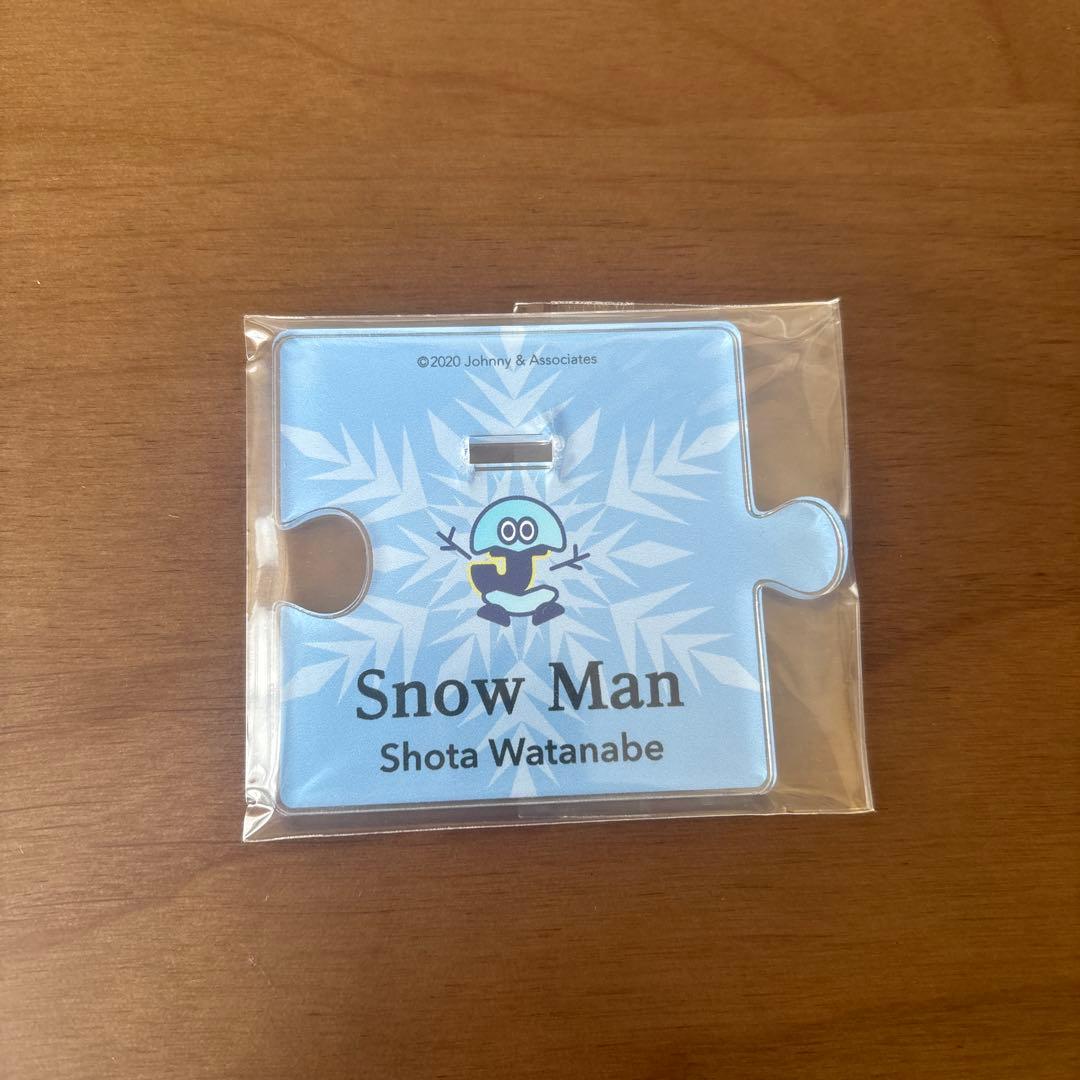 ©2020 Johnny & Associates
J
Snow Man
Shota Watanabe